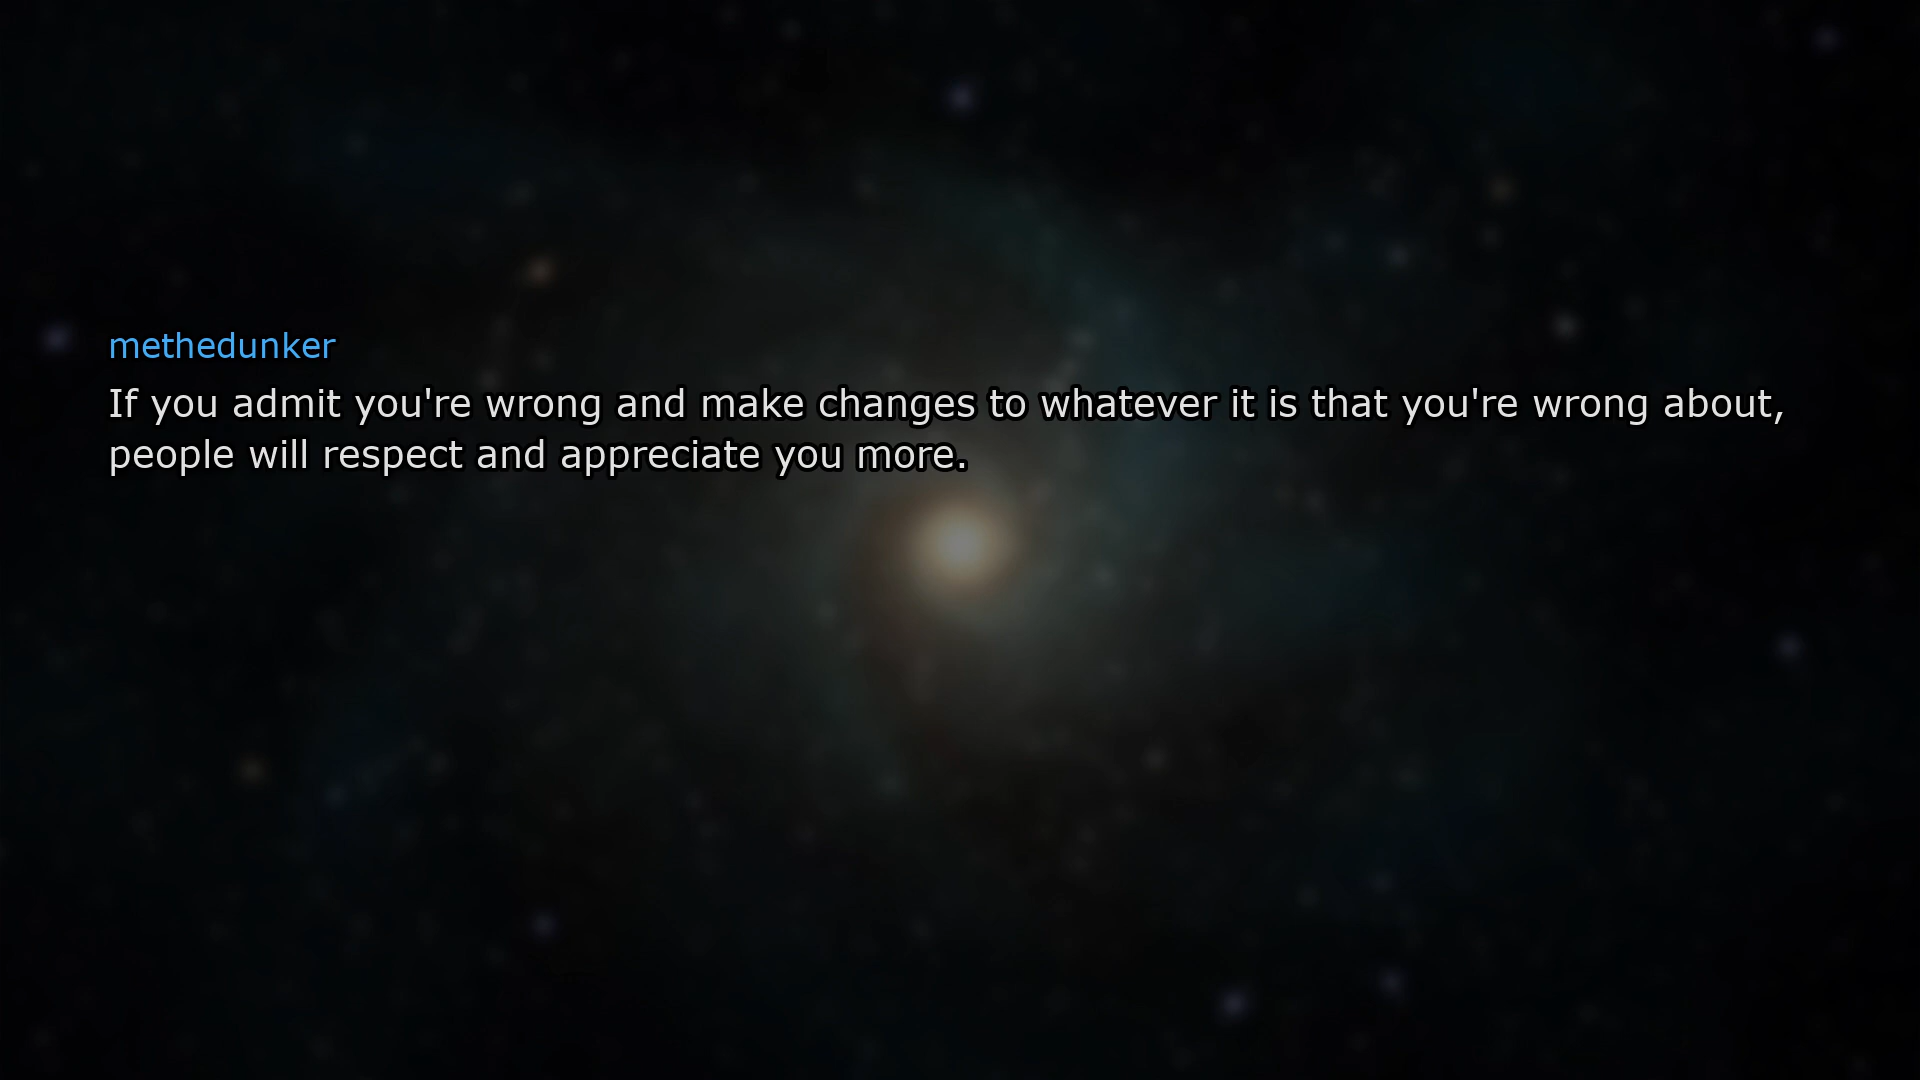 methedunker
If you admit you're wrong and make changes to whatever it is that you're wrong about,
people will respect and appreciate you more.